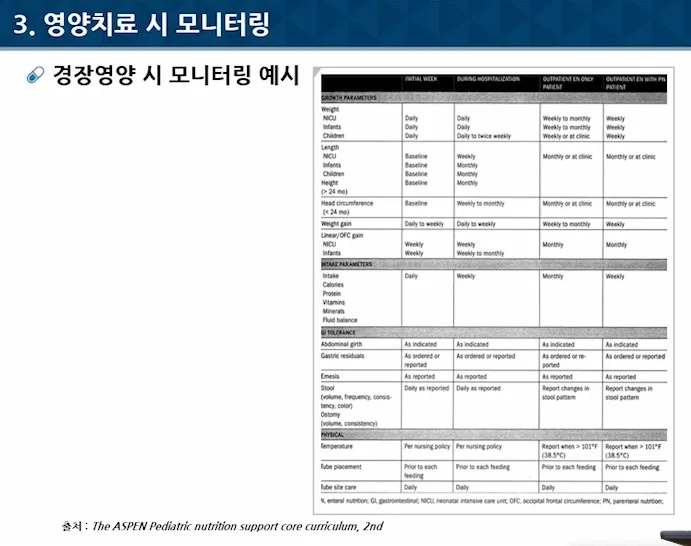 3. 영양치료 시 모니터링
경장영양 시 모니터링 예시
INITIAL WEEK DURING HOSPITALIZATION OUTPATIENT EN ONLY PATIENT OUTPATIENT EN WITH PN PATIENT
GROWTH PARAMETERS
Weight
NICU Daily Daily Weekly to monthly Weekly
Infants Daily Daily Weekly to monthly Weekly
Children Daily Daily to twice weekly Weekly or at clinic Weekly
Length
NICU Baseline Weekly Monthly or at clinic Monthly or at clinic
Infants Baseline Monthly
Children Baseline Monthly
Height Baseline Monthly
(> 24 mo)
Head circumference Baseline Weekly to monthly Monthly or at clinic Monthly or at clinic
(< 24 mo)
Weight gain Daily to weekly Daily to weekly Weekly to monthly Weekly
Linear/OFC gain
NICU Weekly Weekly Monthly Monthly
Infants Weekly Weekly to monthly
INTAKE PARAMETERS
Intake Daily Weekly Monthly Weekly
Calories
Protein
Vitamins
Minerals
Fluid balance
GI TOLERANCE
Abdominal girth As indicated As indicated As indicated As indicated
Gastric residuals As ordered or reported As ordered or reported As ordered or re-ported As ordered or reported
Emesis As reported As reported As reported As reported
Stool Daily as reported Daily as reported Report changes in stool pattern Report changes in stool pattern
(volume, frequency, consis-
tency, color)
Ostomy
(volume, consistency)
PHYSICAL
Temperature Per nursing policy Per nursing policy Report when > 101°F (38.5°C) Report when > 101°F (38.5°C)
Tube placement Prior to each feeding Prior to each feeding Prior to each feeding Prior to each feeding
Tube site care Daily Daily Daily Daily
N, enteral nutrition; GI, gastrointestinal; NICU, neonatal intensive care unit; OFC, occipital frontal circumference; PN, parenteral nutrition;
출처 : The ASPEN Pediatric nutrition support core curriculum, 2nd